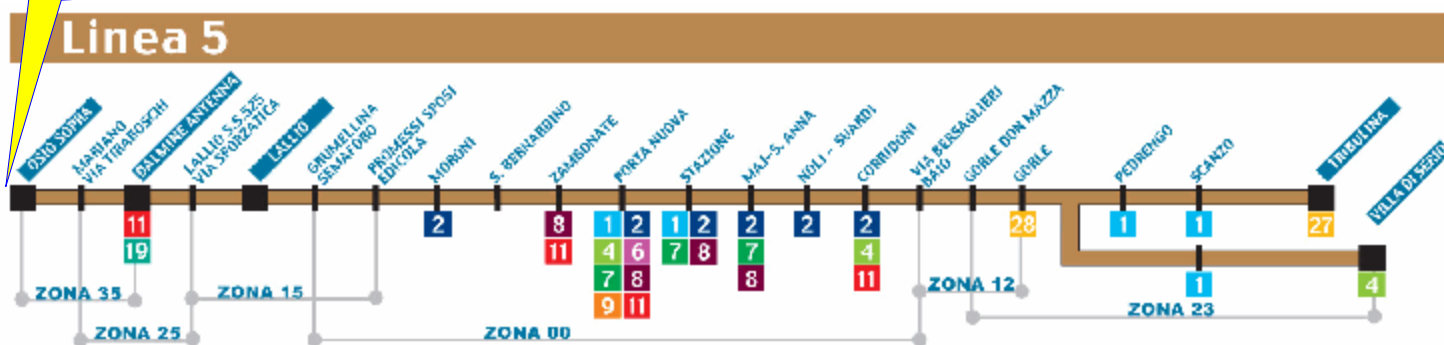 Linea 5
OSIO SOPRA
MARIANO
VIA TIRABOSCHI
DALMINE ANTENNA
LALLIO S.S.525
VIA SFORZATICA
LALLIO
GRUMELLINA
SEMAFORO
PROMESSI SPOSI
EDICOLA
MORONI
S. BERNARDINO
ZAMBONATE
PORTA NUOVA
STAZIONE
MAJ-S. ANNA
NOLI - SUARDI
CORRIDONI
VIA BERSAGLIERI
BAIO
GORLE DON MAZZA
GORLE
PEDRENGO
SCANZO
TRIBULINA
VILLA DI SERIO
11
19
2
8
11
1 2
4 6
7 8
9 11
1 2
7 8
2
7
8
2
2
4
11
28
1
1
27
1
4
ZONA 35
ZONA 25
ZONA 15
ZONA 00
ZONA 12
ZONA 23